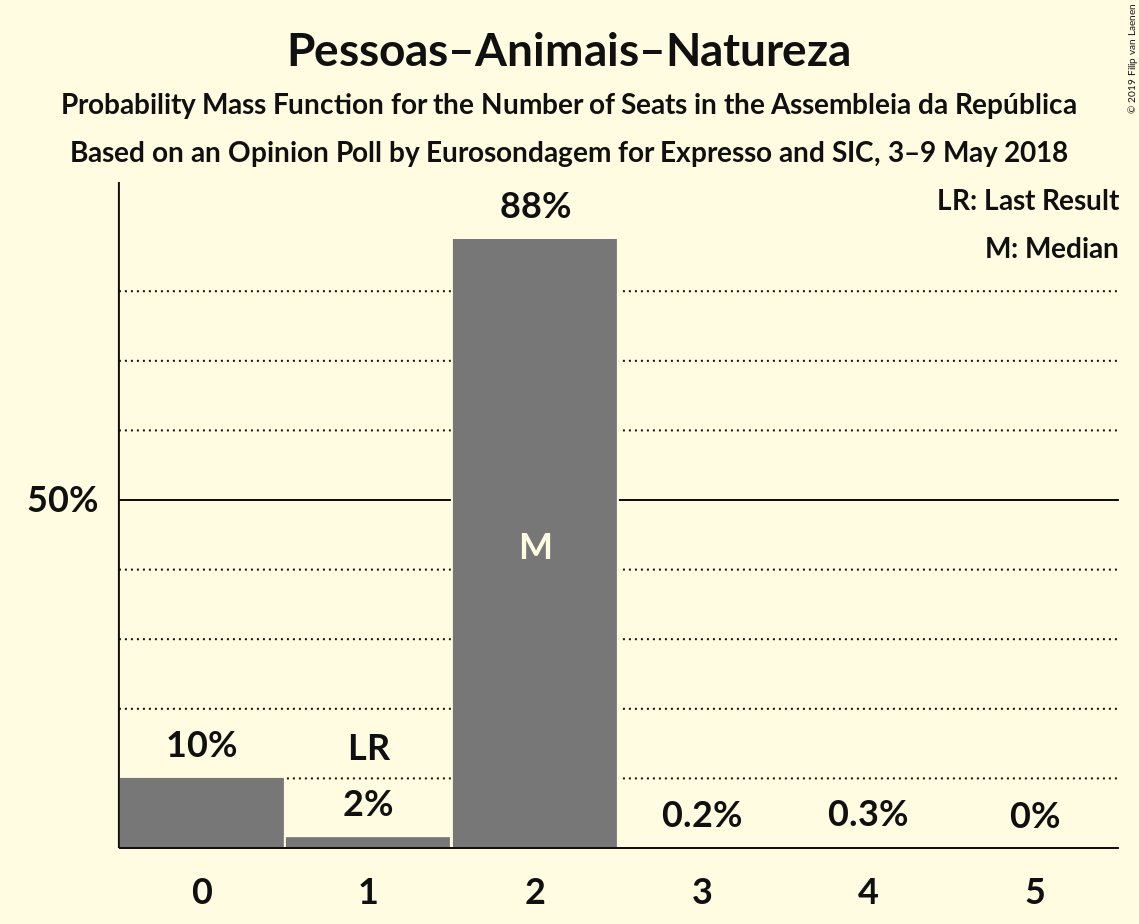 Pessoas–Animais–Natureza
Probability Mass Function for the Number of Seats in the Assembleia da República
Based on an Opinion Poll by Eurosondagem for Expresso and SIC, 3–9 May 2018
© 2019 Filip van Laenen
LR: Last Result
M: Median
88%
50%
M
10%
LR
2%
0.2%
0.3%
0%
0 1 2 3 4 5